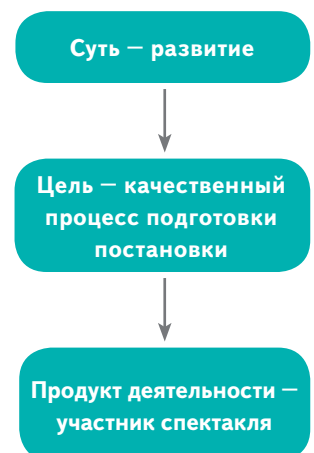 Суть — развитие
Цель — качественный
процесс подготовки
постановки
Продукт деятельности —
участник спектакля